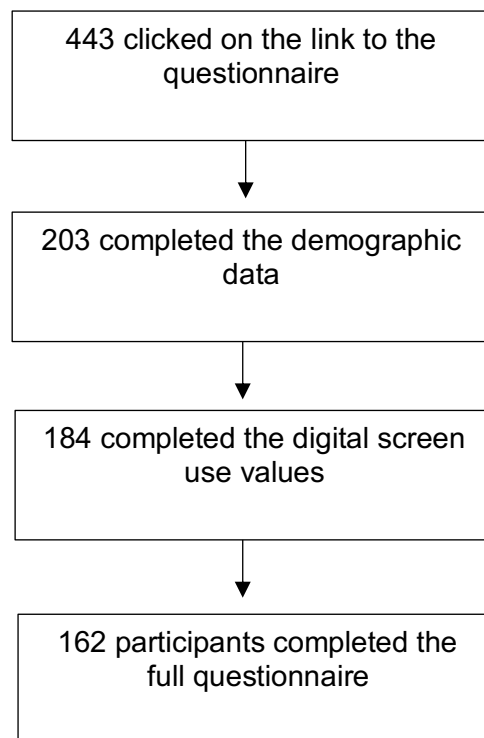 443 clicked on the link to the
questionnaire
203 completed the demographic
data
184 completed the digital screen
use values
162 participants completed the
full questionnaire